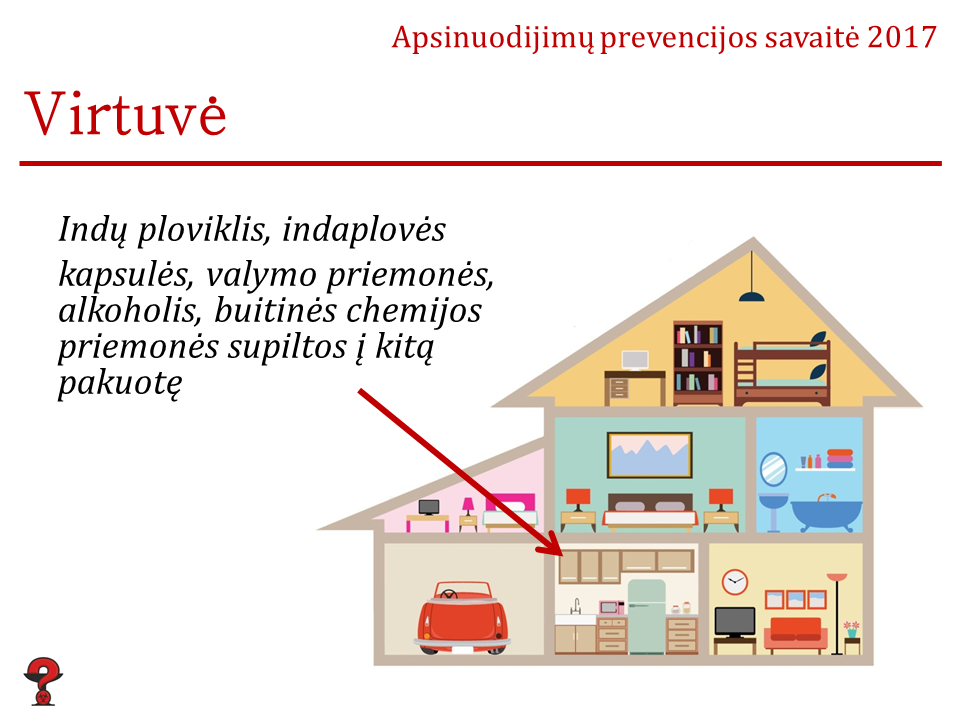 Apsinuodijimų prevencijos savaitė 2017
Virtuvė
Indų ploviklis, indaplovės
kapsulės, valymo priemonės,
alkoholis, buitinės chemijos
priemonės supiltos į kitą
pakuotę